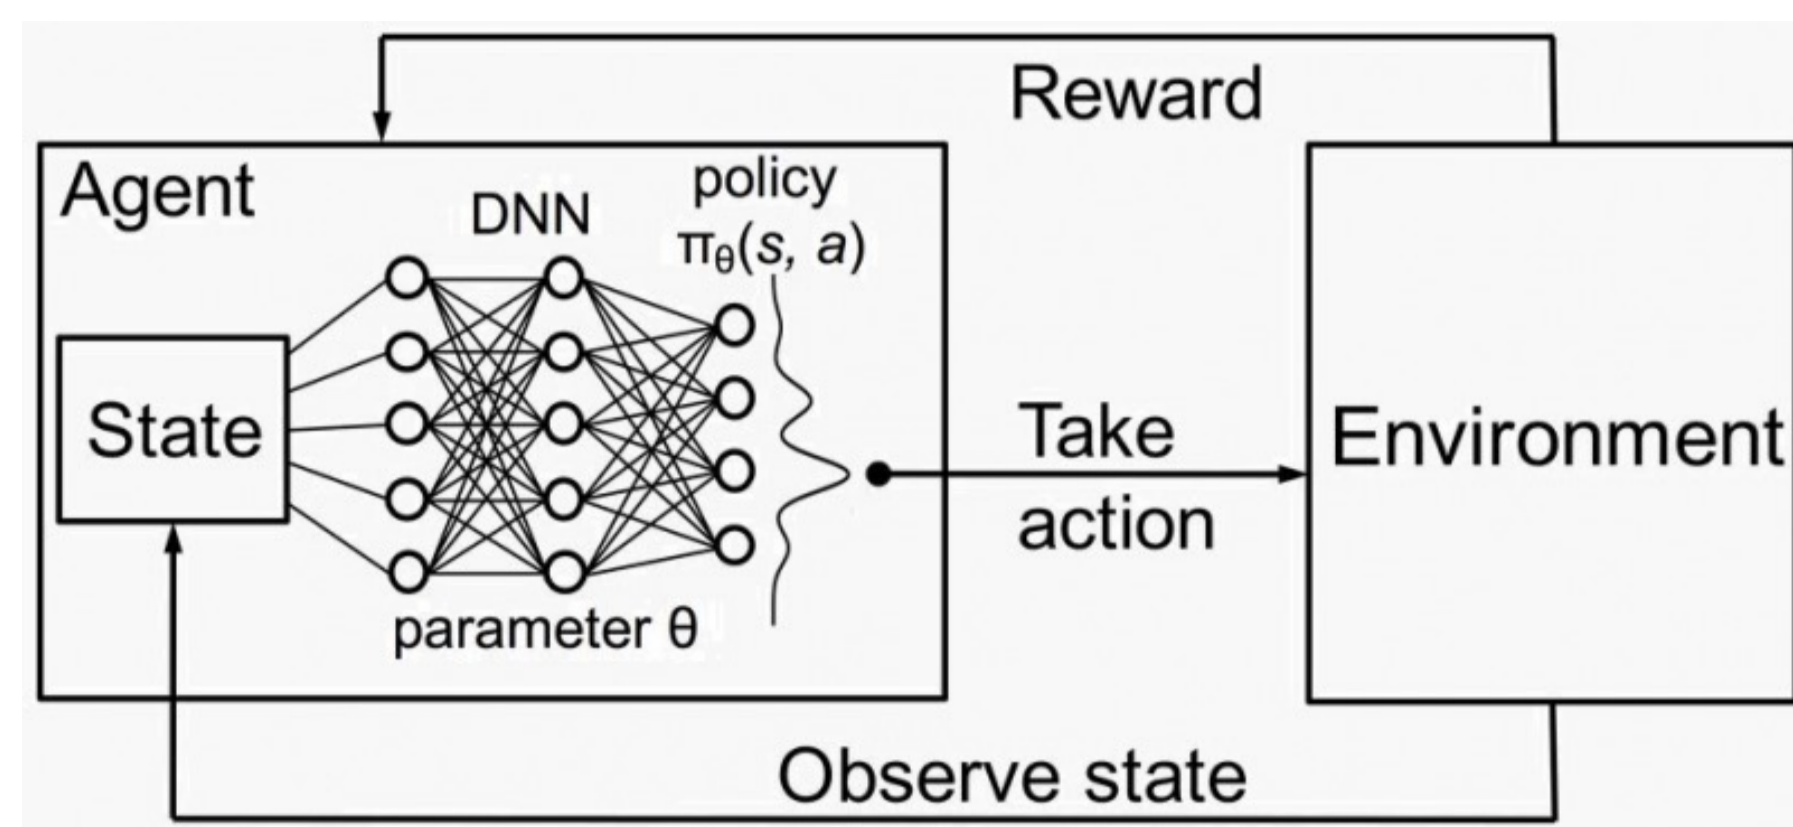 Reward
Agent
DNN
policy
πθ(s, a)
State
Take
action
Environment
parameter θ
Observe state